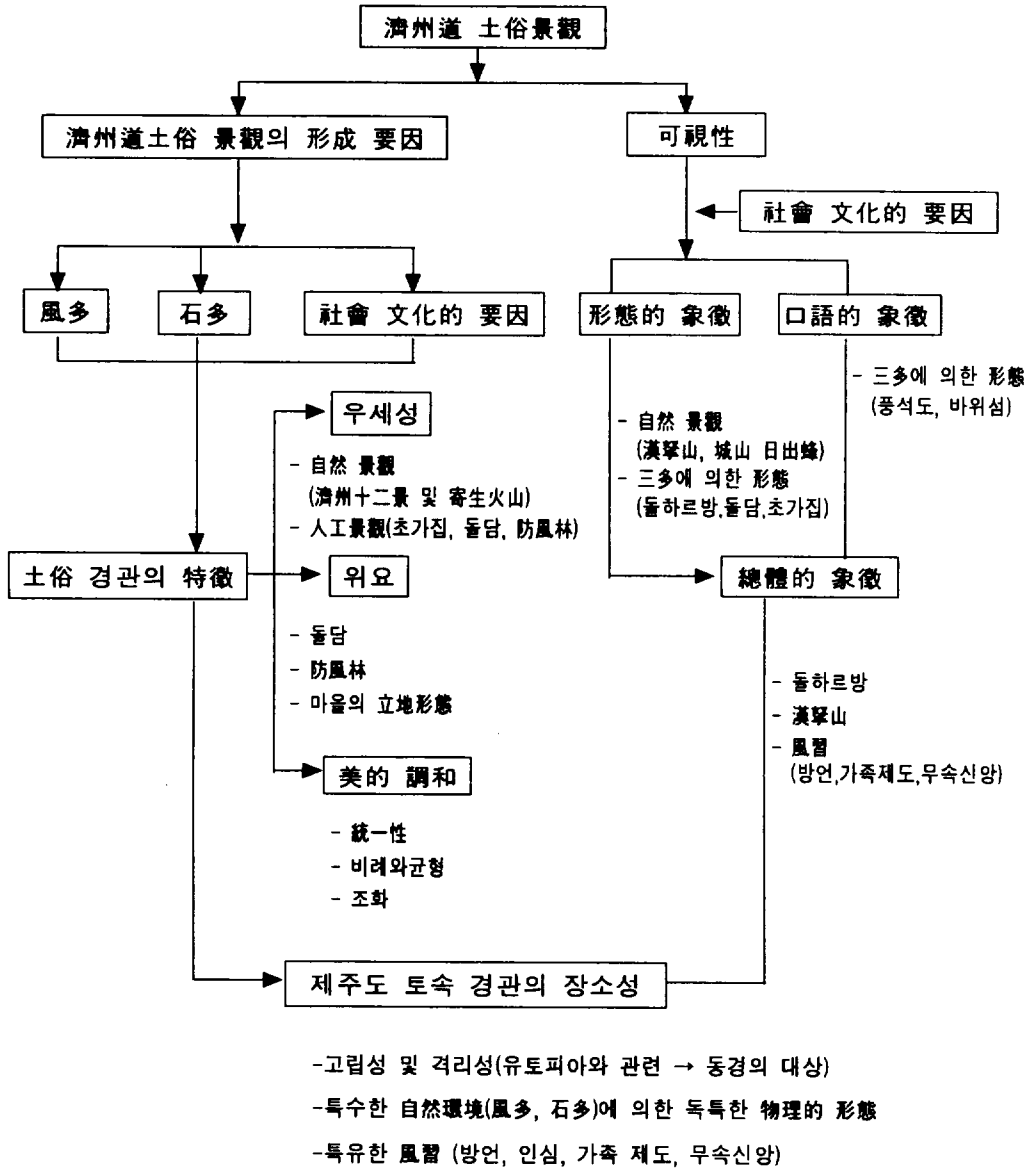 濟州道 土俗景觀
濟州道土俗 景觀의 形成 要因
可視性
社會 文化的 要因
風多
石多
社會 文化的 要因
形態的 象徵
口語的 象徵
- 三多에 의한 形態
(풍석도, 바위섬)
- 自然 景觀
(漢拏山, 城山 日出蜂)
- 三多에 의한 形態
(돌하르방,돌담,초가집)
우세성
- 自然 景觀
(濟州十二景 및 寄生火山)
- 人工景觀(초가집, 돌담, 防風林)
土俗 경관의 特徵
위요
總體的 象徵
- 돌담
- 防風林
- 마을의 立地形態
- 돌하르방
- 漢拏山
- 風習
(방언,가족제도,무속신앙)
美的 調和
- 統一性
- 비례와균형
- 조화
제주도 토속 경관의 장소성
-고립성 및 격리성(유토피아와 관련 → 동경의 대상)
-특수한 自然環境(風多, 石多)에 의한 독특한 物理的 形態
-특유한 風習 (방언, 인심, 가족 제도, 무속신앙)